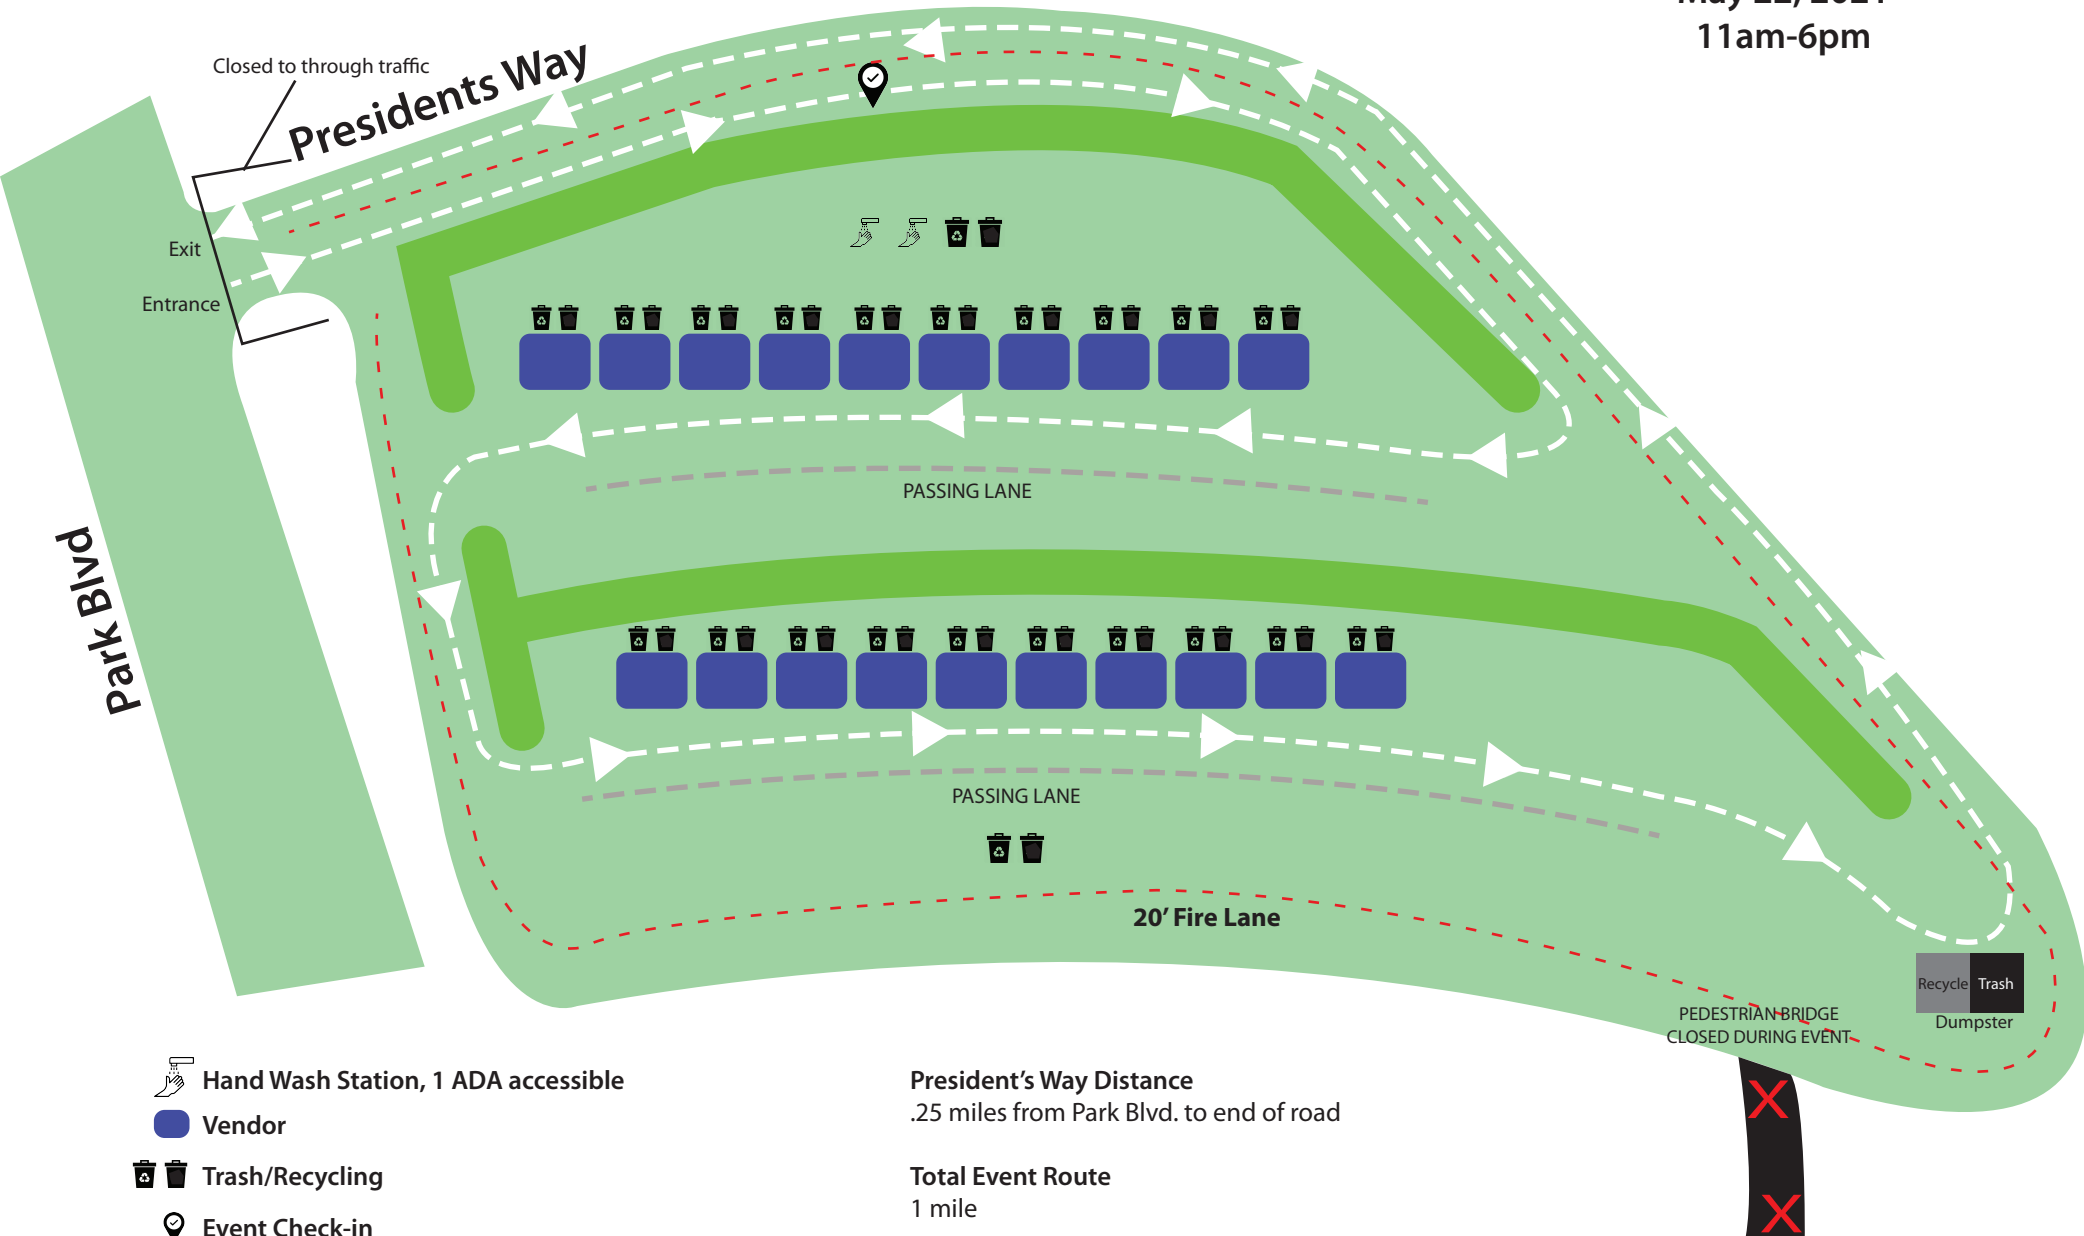 11am-6pm
Closed to through traffic
Presidents Way
Exit
Entrance
Park Blvd
PASSING LANE
PASSING LANE
20’ Fire Lane
PEDESTRIAN BRIDGE
CLOSED DURING EVENT
Recycle
Trash
Dumpster
Hand Wash Station, 1 ADA accessible
Vendor
Trash/Recycling
Event Check-in
President’s Way Distance
.25 miles from Park Blvd. to end of road
Total Event Route
1 mile